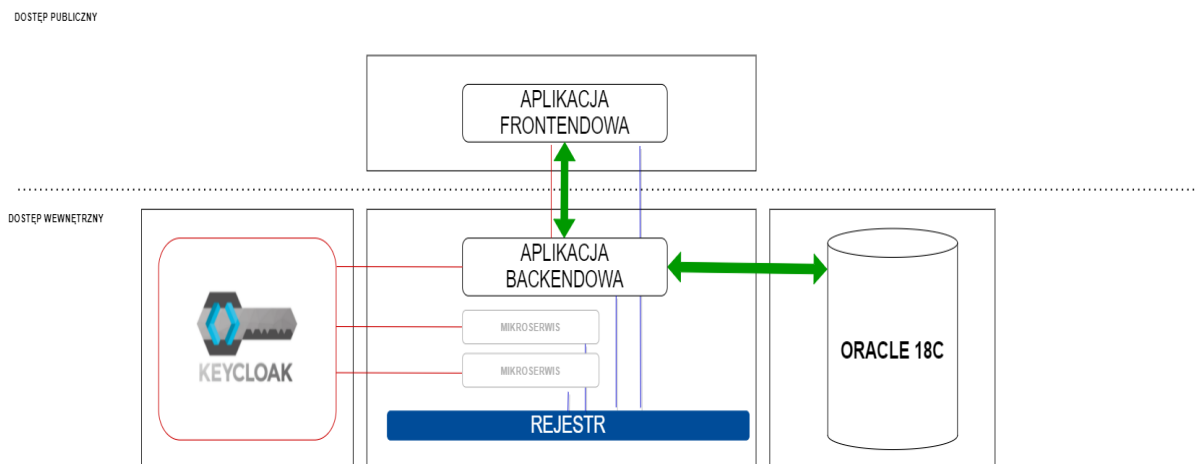 DOSTĘP PUBLICZNY
APLIKACJA
FRONTENDOWA
DOSTĘP WEWNĘTRZNY
APLIKACJA
BACKENDOWA
MIKROSERWIS
MIKROSERWIS
KEYCLOAK
ORACLE 18C
REJESTR